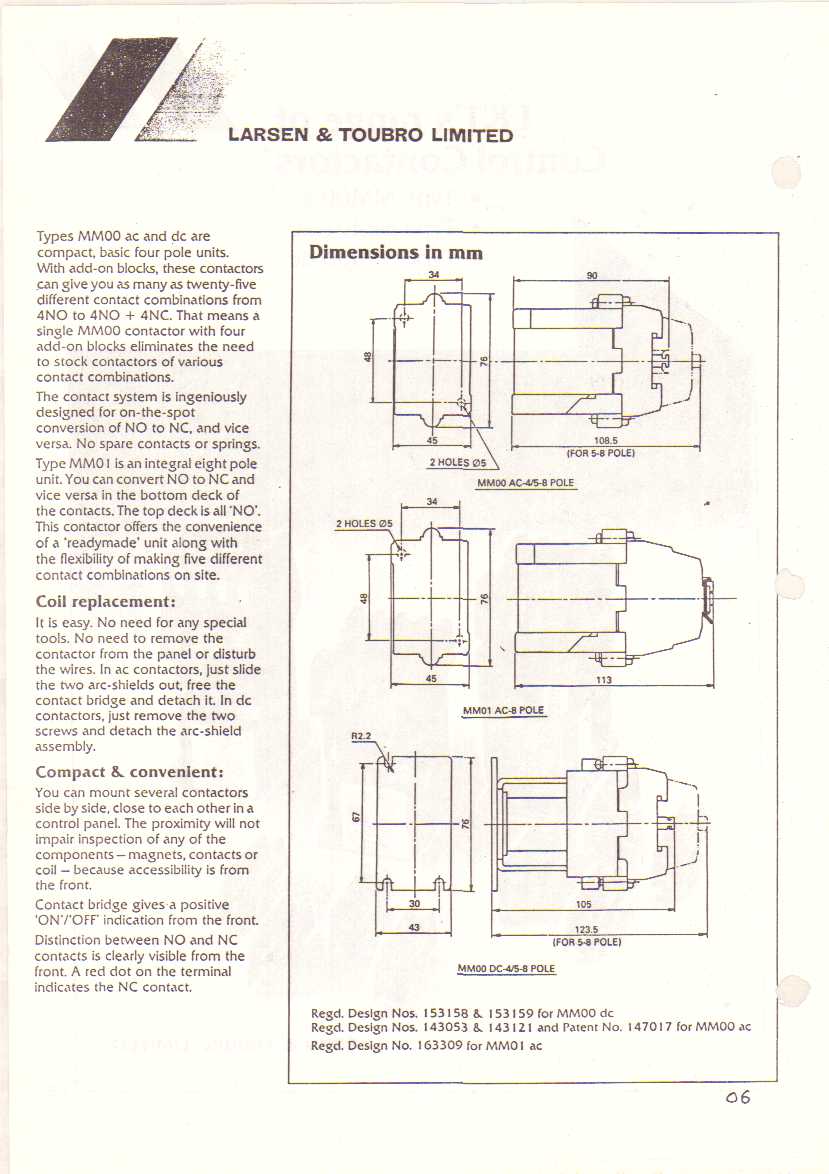 LARSEN & TOUBRO LIMITED
Types MM00 ac and dc are
compact, basic four pole units.
With add-on blocks, these contactors
can give you as many as twenty-five
different contact combinations from
4NO to 4NO + 4NC. That means a
single MM00 contactor with four
add-on blocks eliminates the need
to stock contactors of various
contact combinations.
The contact system is ingeniously
designed for on-the-spot
conversion of NO to NC, and vice
versa. No spare contacts or springs.
Type MM01 is an integral eight pole
unit. You can convert NO to NC and
vice versa in the bottom deck of
the contacts. The top deck is all 'NO'.
This contactor offers the convenience
of a 'readymade' unit along with
the flexibility of making five different
contact combinations on site.
Coil replacement:
It is easy. No need for any special
tools. No need to remove the
contactor from the panel or disturb
the wires. In ac contactors, just slide
the two arc-shields out, free the
contact bridge and detach it. In dc
contactors, just remove the two
screws and detach the arc-shield
assembly.
Compact & convenient:
You can mount several contactors
side by side, close to each other in a
control panel. The proximity will not
impair inspection of any of the
components — magnets, contacts or
coil — because accessibility is from
the front.
Contact bridge gives a positive
'ON'/'OFF' indication from the front.
Distinction between NO and NC
contacts is clearly visible from the
front. A red dot on the terminal
indicates the NC contact.
Dimensions in mm
34
90
48
76
45
108.5
(FOR 5-8 POLE)
2 HOLES Ø5
MM00 AC-4/5-8 POLE
34
2 HOLES Ø5
48
76
45
113
MM01 AC-8 POLE
R2.2
67
76
30
105
43
123.5
(FOR 5-8 POLE)
MM00 DC-4/5-8 POLE
Regd. Design Nos. 153158 & 153159 for MM00 dc
Regd. Design Nos. 143053 & 143121 and Patent No. 147017 for MM00 ac
Regd. Design No. 163309 for MM01 ac
06